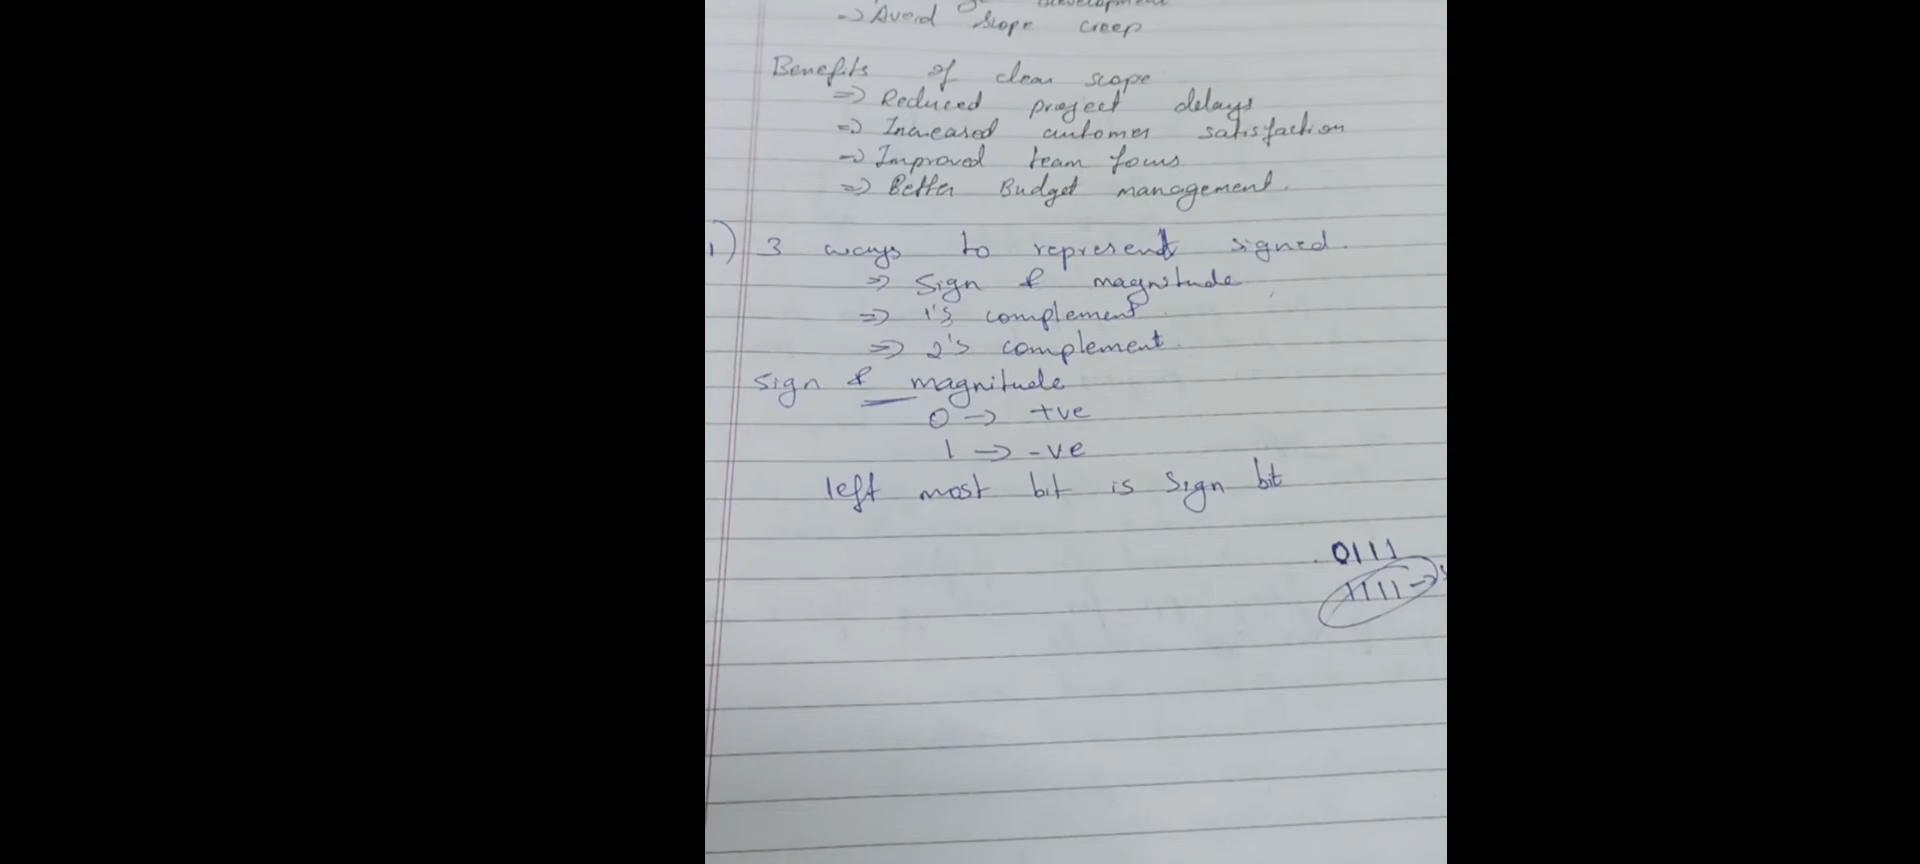 development
=> Avoid scope creep
Benefits of clear scope
=> Reduced project delays
=> Increased customer satisfaction
=> Improved team focus
=> Better Budget management.
1) 3 ways to represent signed.
=> Sign & magnitude
=> 1's complement
=> 2's complement.
Sign & magnitude
0 -> +ve
1 -> -ve
left most bit is sign bit
0111
1111 ->